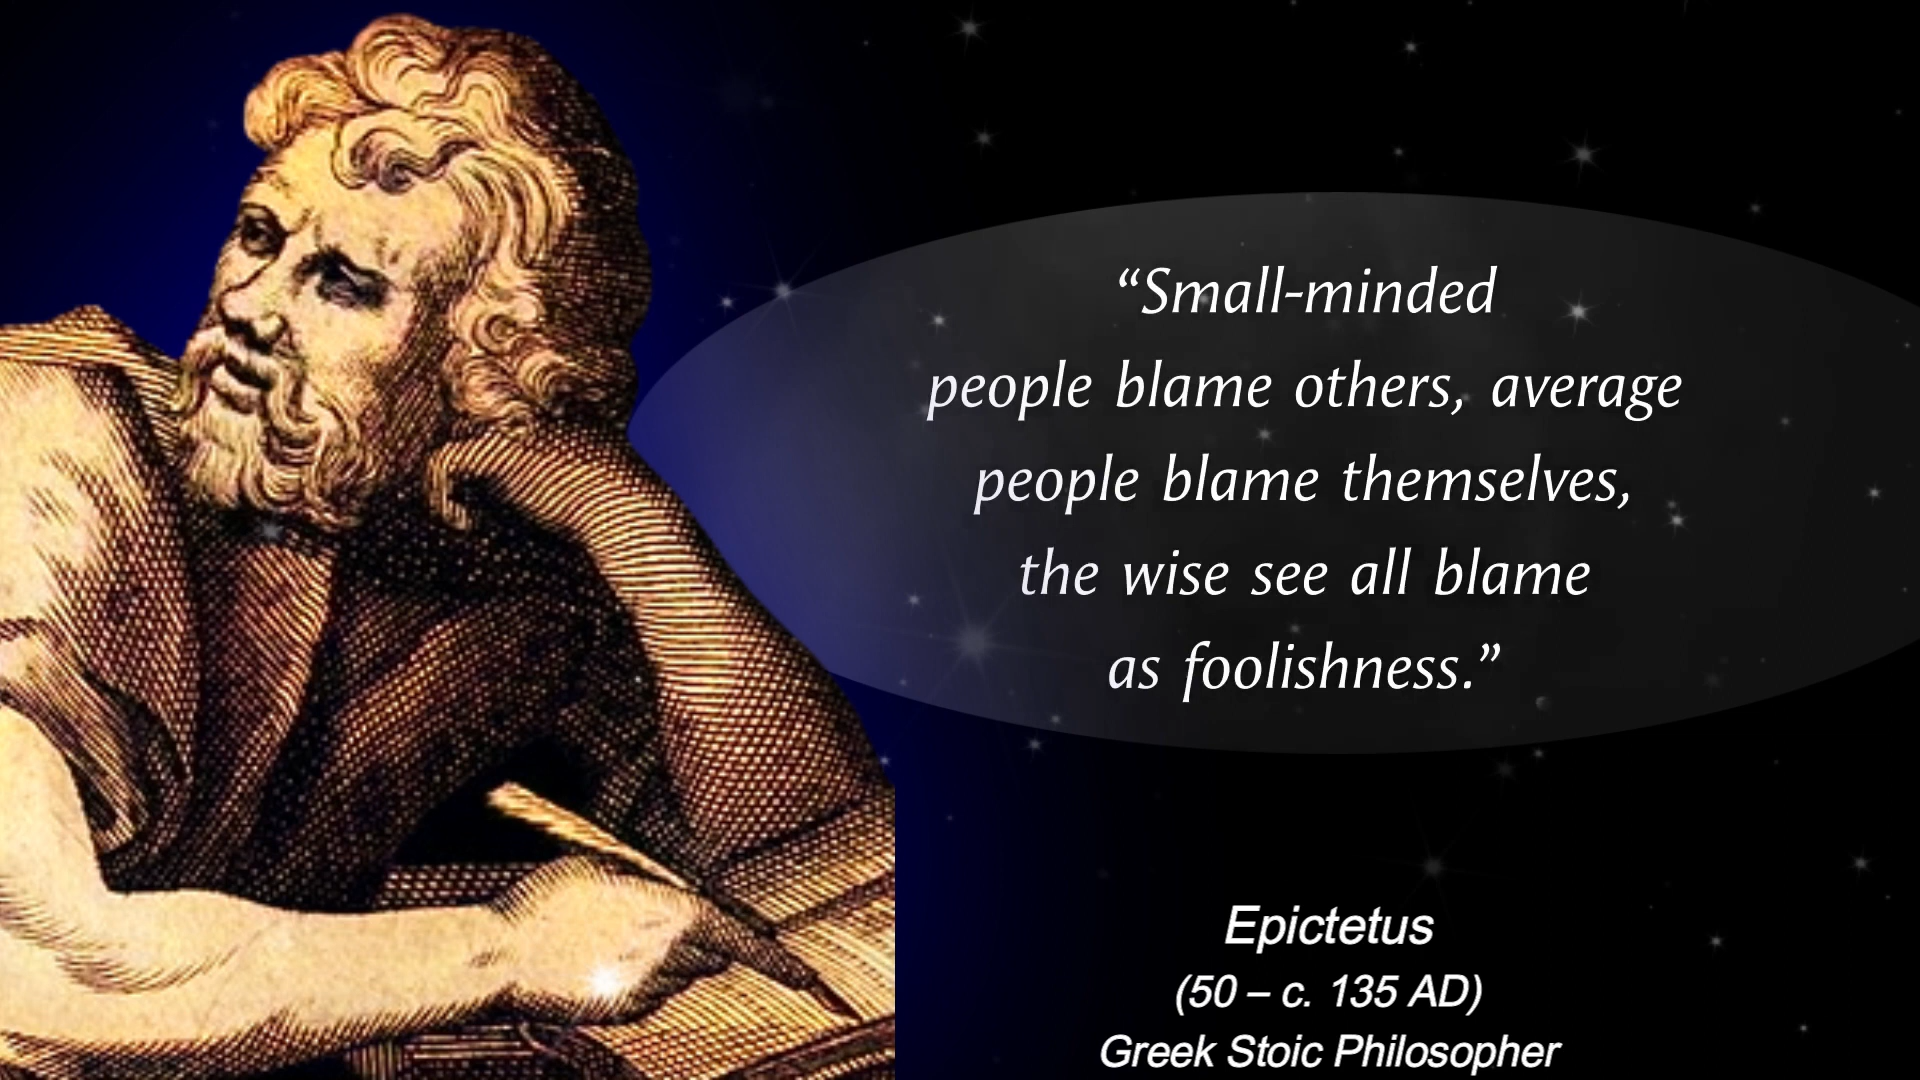 “Small-minded
people blame others, average
people blame themselves,
the wise see all blame
as foolishness.”
Epictetus
(50 – c. 135 AD)
Greek Stoic Philosopher